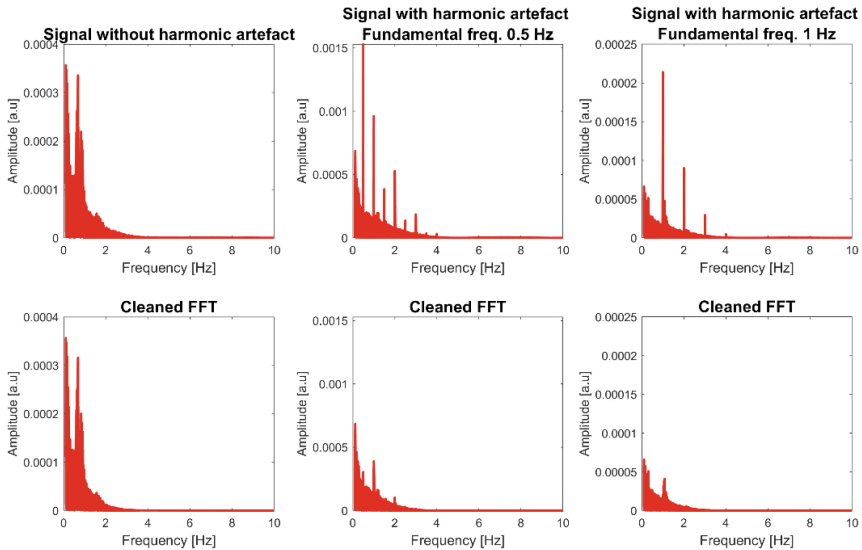 Signal without harmonic artefact
Signal with harmonic artefact
Fundamental freq. 0.5 Hz
Signal with harmonic artefact
Fundamental freq. 1 Hz
Amplitude [a.u]
0.0004
0.0003
0.0002
0.0001
0
0 2 4 6 8 10
Frequency [Hz]
Amplitude [a.u]
0.0015
0.001
0.0005
0
0 2 4 6 8 10
Frequency [Hz]
Amplitude [a.u]
0.00025
0.0002
0.00015
0.0001
0.00005
0
0 2 4 6 8 10
Frequency [Hz]
Cleaned FFT
Amplitude [a.u]
0.0004
0.0003
0.0002
0.0001
0
0 2 4 6 8 10
Frequency [Hz]
Cleaned FFT
Amplitude [a.u]
0.0015
0.001
0.0005
0
0 2 4 6 8 10
Frequency [Hz]
Cleaned FFT
Amplitude [a.u]
0.00025
0.0002
0.00015
0.0001
0.00005
0
0 2 4 6 8 10
Frequency [Hz]